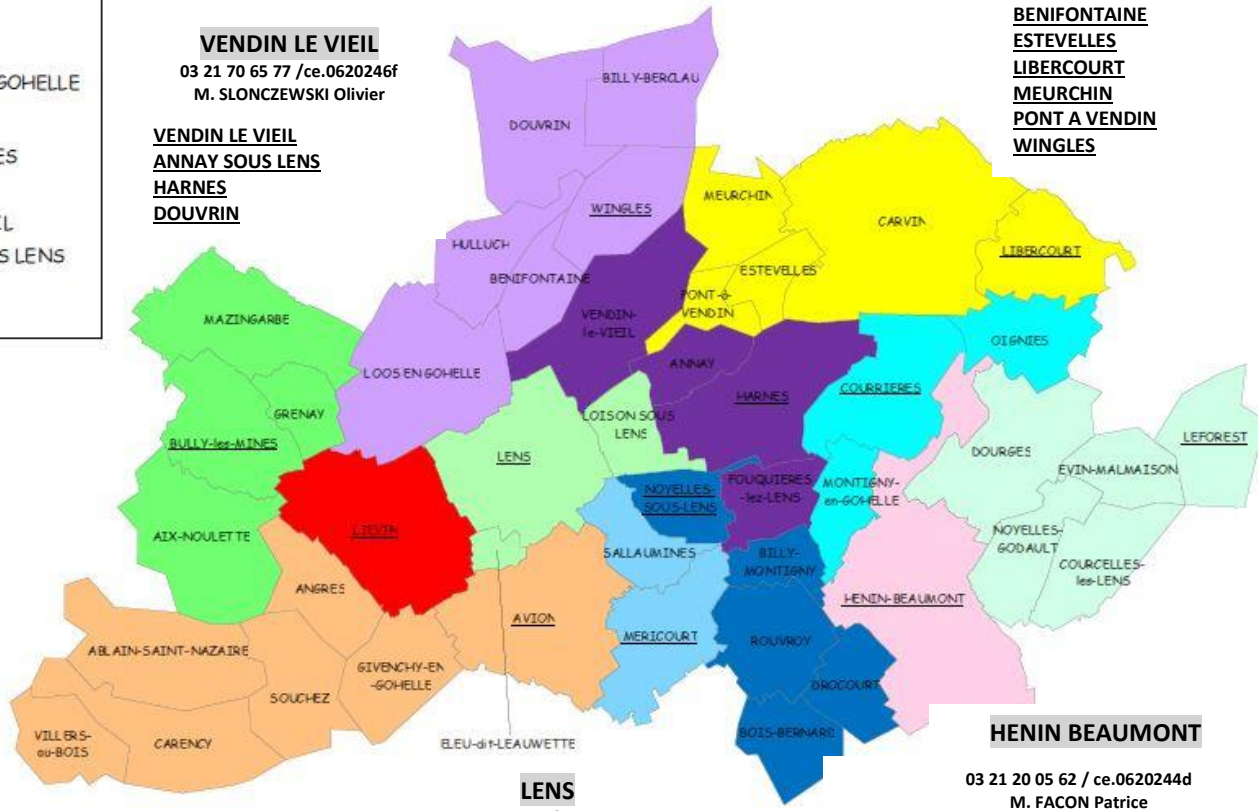 GOHELLE
ES
IL
S LENS
VENDIN LE VIEIL
03 21 70 65 77 /ce.0620246f
M. SLONCZEWSKI Olivier
VENDIN LE VIEIL
ANNAY SOUS LENS
HARNES
DOUVRIN
BENIFONTAINE
ESTEVELLES
LIBERCOURT
MEURCHIN
PONT A VENDIN
WINGLES
BILLY-BERCLAU
DOUVRIN
MEURCHIN
WINGLES
CARVIN
HULLUCH
LIBERCOURT
BENIFONTAINE
ESTEVELLES
PONT-à-
VENDIN
VENDIN-
le-VIEIL
MAZINGARBE
OIGNIES
LOOS EN GOHELLE
ANNAY
HARNES
COURRIERES
GRENAY
LOISON SOUS
LENS
BULLY-les-MINES
LENS
DOURGES
LEFOREST
EVIN-MALMAISON
NOYELLES-
SOUS-LENS
FOUQUIERES
-lez-LENS
MONTIGNY-
en-GOHELLE
LIEVIN
AIX-NOULETTE
NOYELLES-
GODAULT
SALLAUMINES
BILLY-
MONTIGNY
COURCELLES-
les-LENS
ANGRES
HENIN-BEAUMONT
AVION
MERICOURT
ROUVROY
ABLAIN-SAINT-NAZAIRE
GIVENCHY-EN
-GOHELLE
DROCOURT
SOUCHEZ
VILLERS-
au-BOIS
CARENCY
ELEU-dit-LEAUWETTE
BOIS-BERNARD
LENS
HENIN BEAUMONT
03 21 20 05 62 / ce.0620244d
M. FACON Patrice